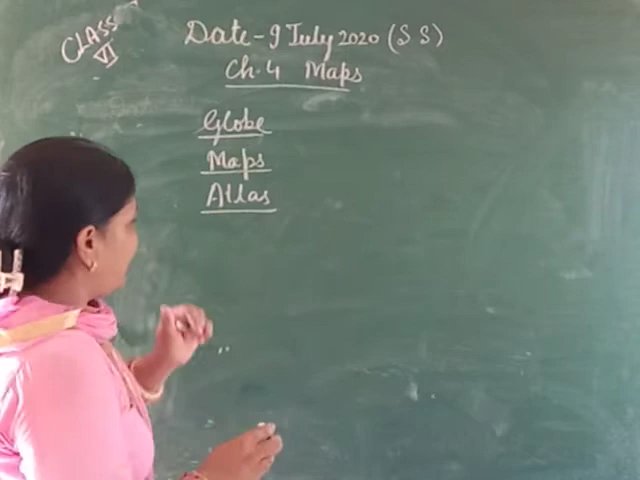 CLASS
VI
Date - 9 July 2020 (S S)
Ch. 4 Maps
Globe
Maps
Atlas